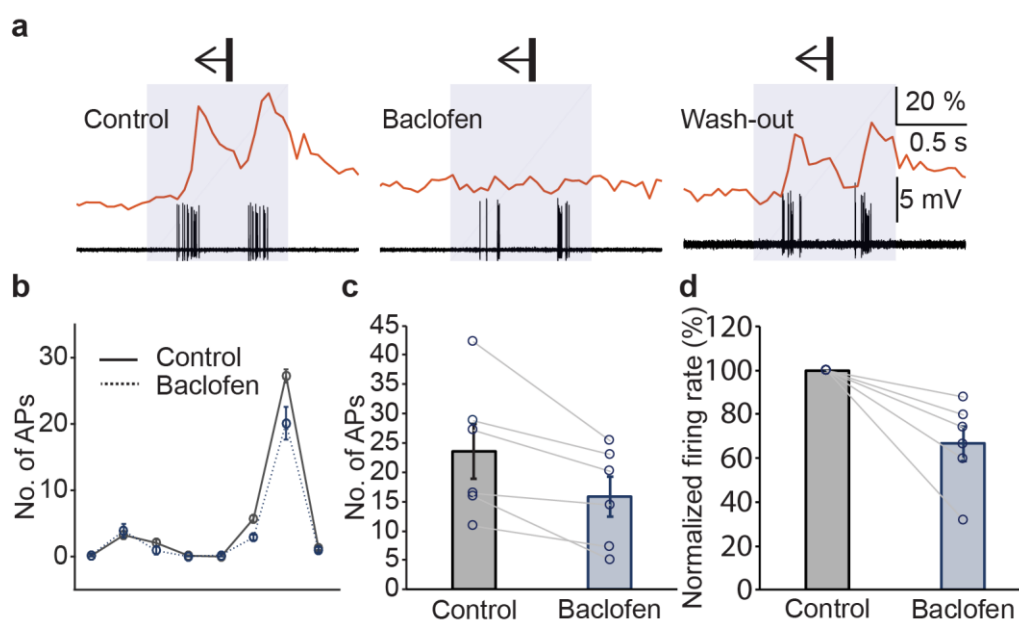 a
Control
Baclofen
Wash-out
20 %
0.5 s
5 mV
b
No. of APs
30
20
10
0
Control
Baclofen
c
No. of APs
45
40
35
30
25
20
15
10
5
0
Control
Baclofen
d
Normalized firing rate (%)
120
100
80
60
40
20
0
Control
Baclofen